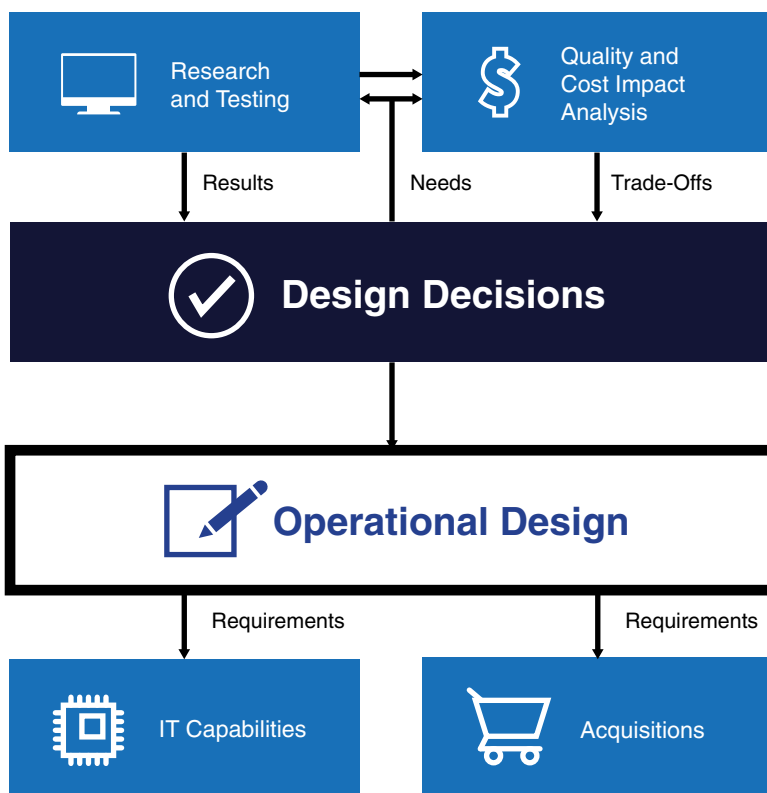 Research
and Testing
Quality and
Cost Impact
Analysis
Results
Needs
Trade-Offs
Design Decisions
Operational Design
Requirements
Requirements
IT Capabilities
Acquisitions